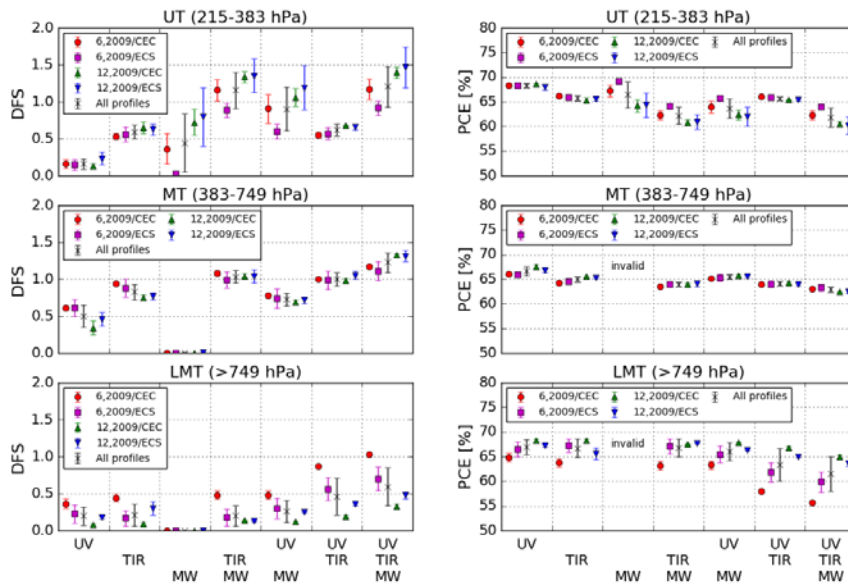 UT (215-383 hPa)
2.0
1.5
1.0
0.5
0.0
DFS
6,2009/CEC
6,2009/ECS
12,2009/CEC
12,2009/ECS
All profiles
MT (383-749 hPa)
2.0
1.5
1.0
0.5
0.0
DFS
6,2009/CEC 12,2009/CEC
6,2009/ECS 12,2009/ECS
All profiles
LMT (>749 hPa)
2.0
1.5
1.0
0.5
0.0
DFS
6,2009/CEC
6,2009/ECS
12,2009/CEC
12,2009/ECS
All profiles
UV UV UV UV
TIR TIR TIR TIR
MW MW MW MW
UT (215-383 hPa)
80
75
70
65
60
55
50
PCE [%]
6,2009/CEC 12,2009/CEC All profiles
6,2009/ECS 12,2009/ECS
MT (383-749 hPa)
80
75
70
65
60
55
50
PCE [%]
6,2009/CEC 12,2009/CEC All profiles
6,2009/ECS 12,2009/ECS
invalid
LMT (>749 hPa)
80
75
70
65
60
55
50
PCE [%]
6,2009/CEC 12,2009/CEC All profiles
6,2009/ECS 12,2009/ECS
invalid
UV UV UV UV
TIR TIR TIR TIR
MW MW MW MW